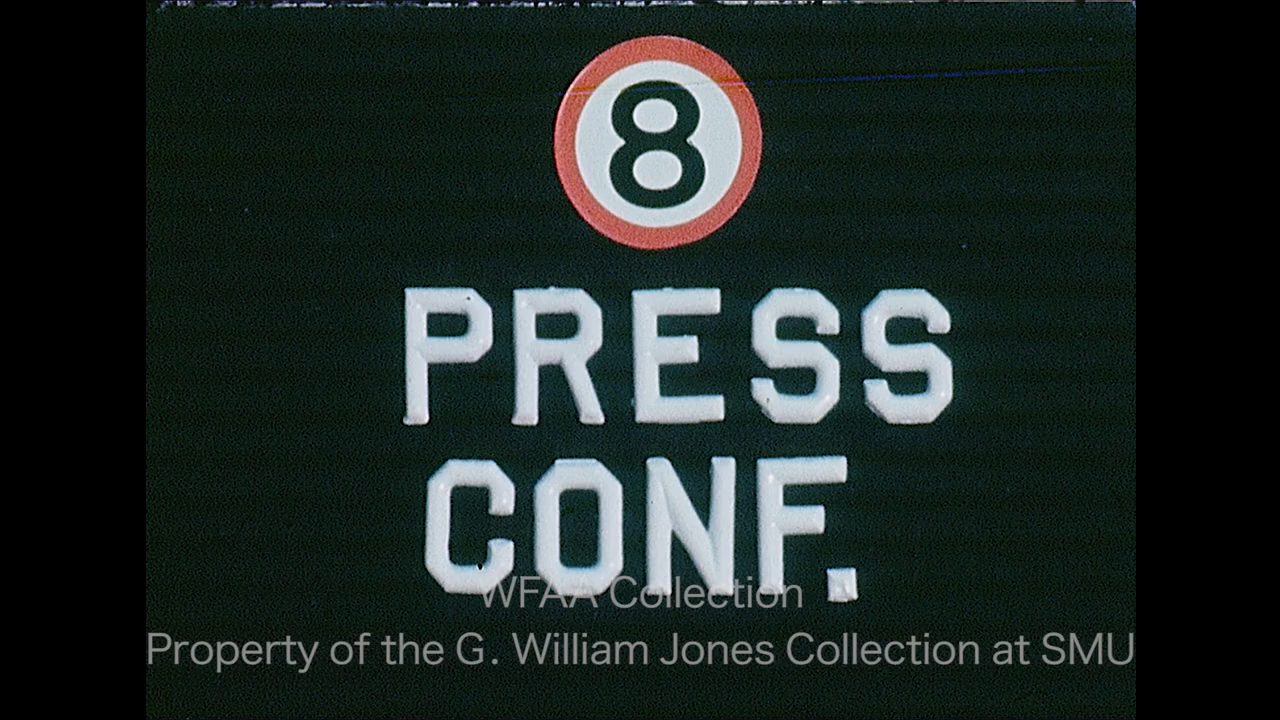 8
PRESS
CONF.
WFAA Collection
Property of the G. William Jones Collection at SMU